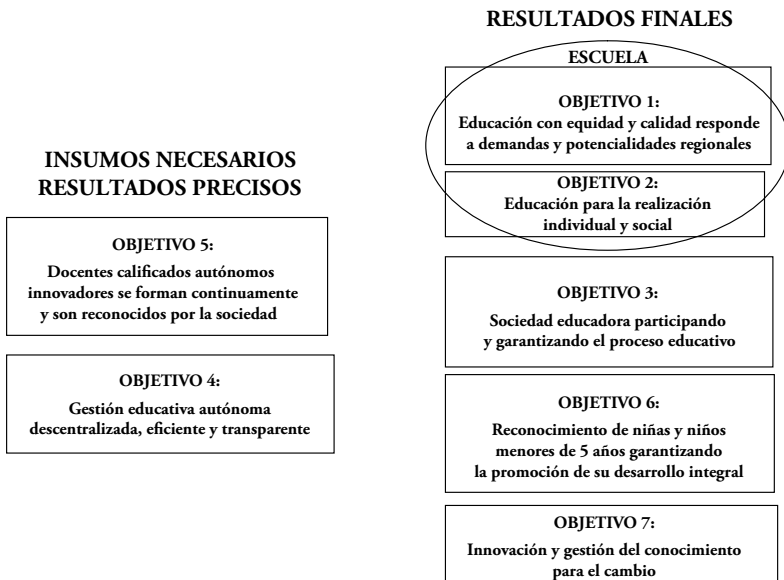 INSUMOS NECESARIOS
RESULTADOS PRECISOS
OBJETIVO 5:
Docentes calificados autónomos
innovadores se forman continuamente
y son reconocidos por la sociedad
OBJETIVO 4:
Gestión educativa autónoma
descentralizada, eficiente y transparente
RESULTADOS FINALES
ESCUELA
OBJETIVO 1:
Educación con equidad y calidad responde
a demandas y potencialidades regionales
OBJETIVO 2:
Educación para la realización
individual y social
OBJETIVO 3:
Sociedad educadora participando
y garantizando el proceso educativo
OBJETIVO 6:
Reconocimiento de niñas y niños
menores de 5 años garantizando
la promoción de su desarrollo integral
OBJETIVO 7:
Innovación y gestión del conocimiento
para el cambio